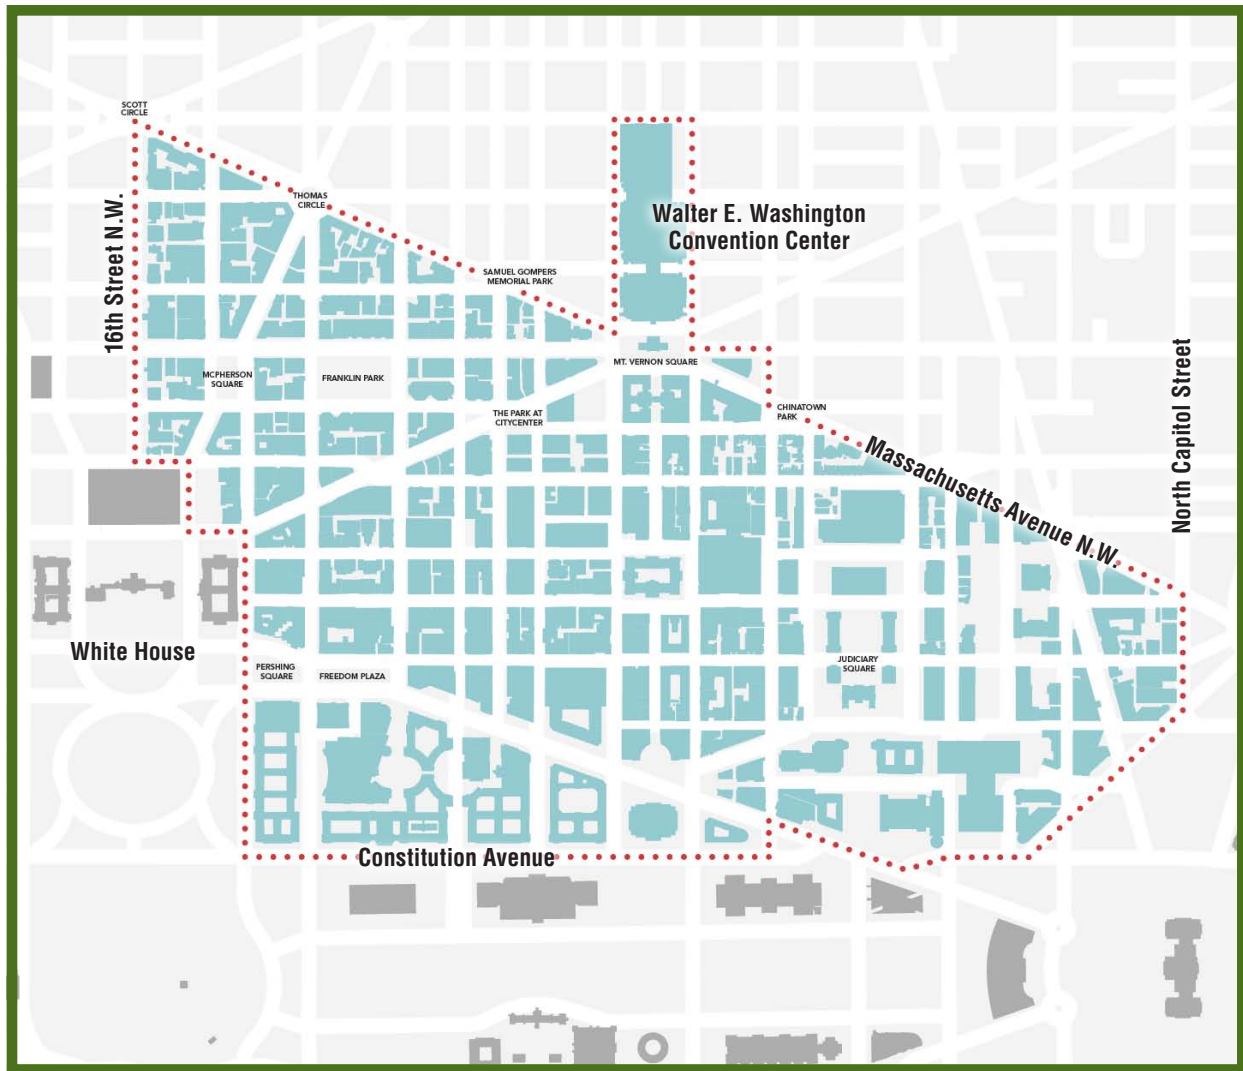 SCOTT
CIRCLE
THOMAS
CIRCLE
16th Street N.W.
Walter E. Washington
Convention Center
SAMUEL GOMPERS
MEMORIAL PARK
MT. VERNON SQUARE
MCPHERSON
SQUARE
FRANKLIN PARK
THE PARK AT
CITYCENTER
CHINATOWN
PARK
Massachusetts Avenue N.W.
North Capitol Street
White House
PERSHING
SQUARE
FREEDOM PLAZA
JUDICIARY
SQUARE
Constitution Avenue